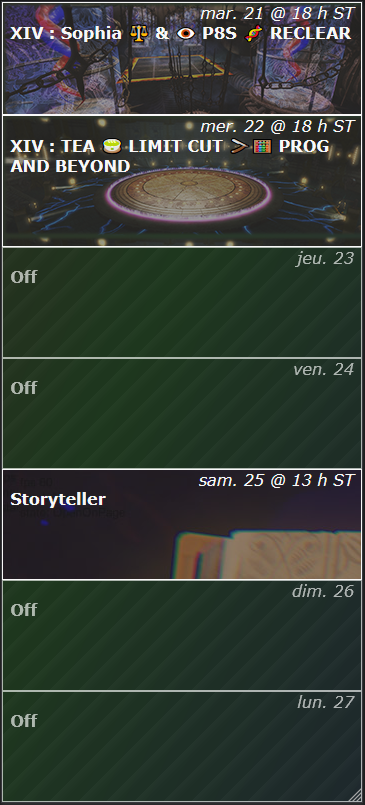 mar. 21 @ 18 h ST
XIV : Sophia ⚖️ & 👁️ P8S 🌶️ RECLEAR
mer. 22 @ 18 h ST
XIV : TEA 🍵 LIMIT CUT ✂️ 🧮 PROG
AND BEYOND
jeu. 23
Off
ven. 24
Off
sam. 25 @ 13 h ST
Storyteller
dim. 26
Off
lun. 27
Off